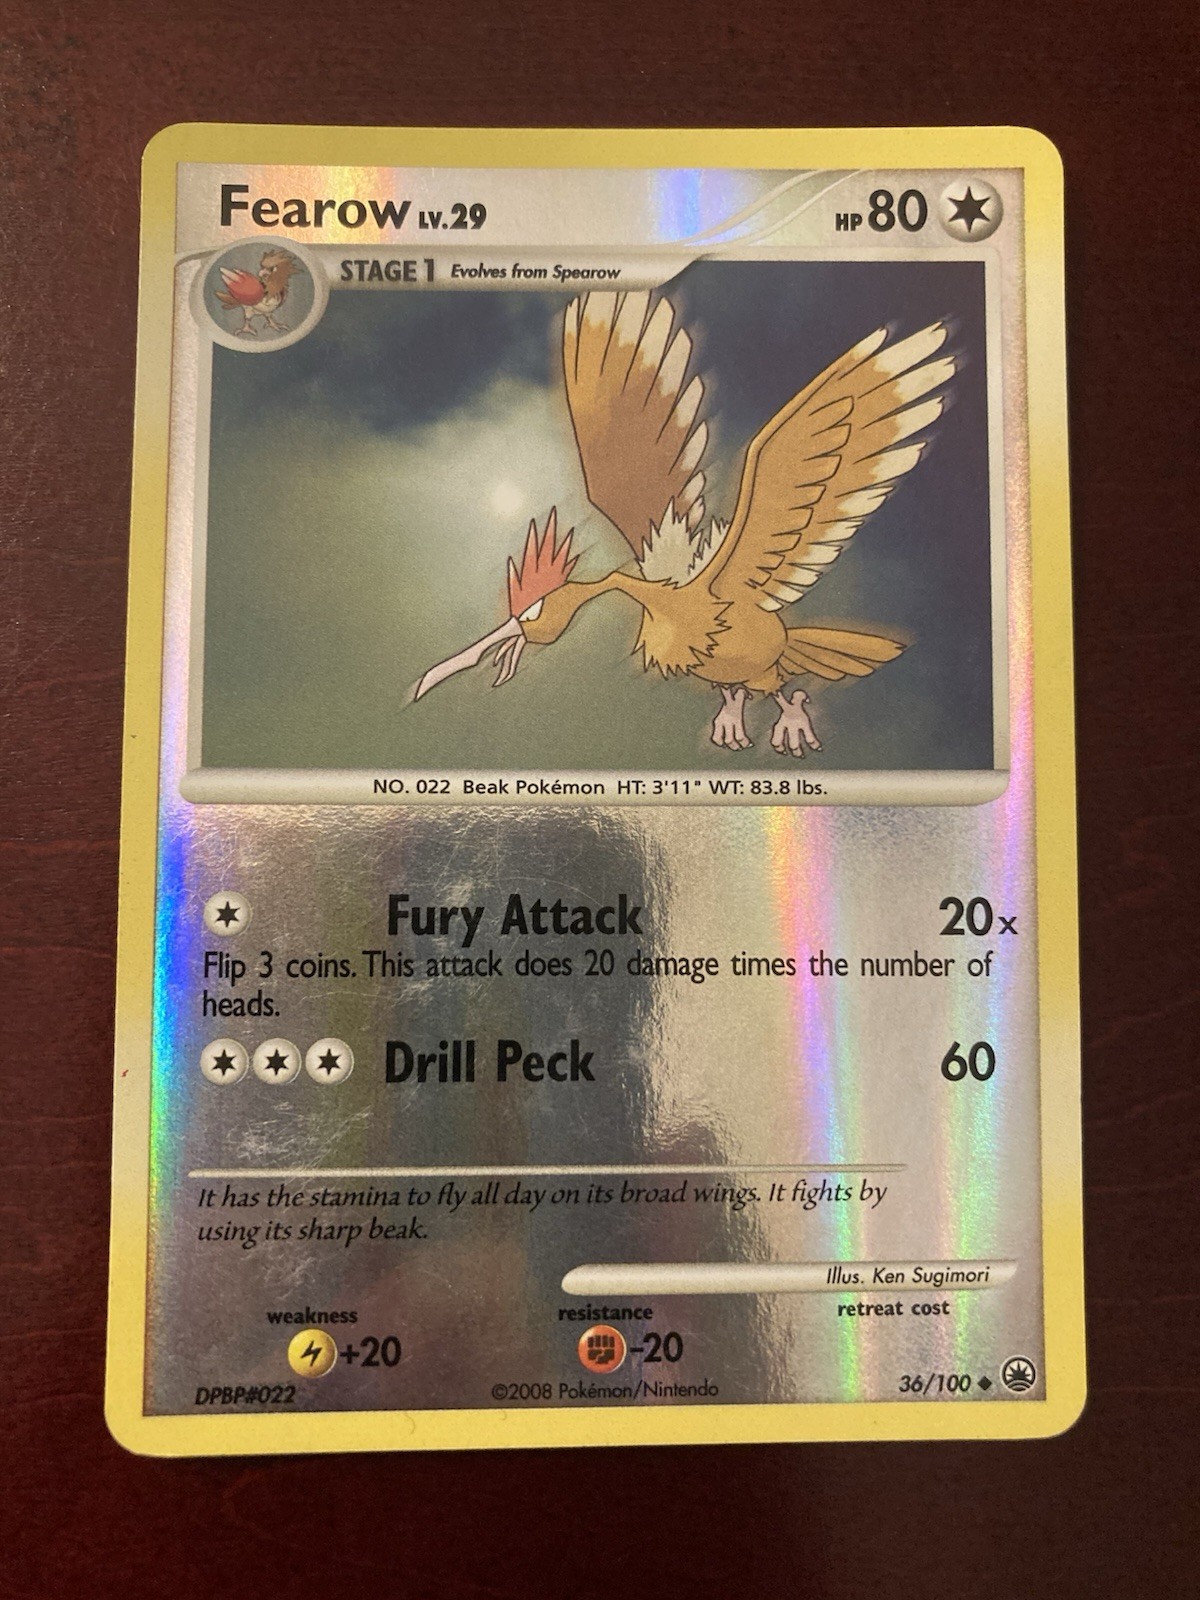 Fearow LV.29 HP 80
STAGE 1 Evolves from Spearow
NO. 022 Beak Pokémon HT: 3'11" WT: 83.8 lbs.
Fury Attack 20x
Flip 3 coins. This attack does 20 damage times the number of
heads.
Drill Peck 60
It has the stamina to fly all day on its broad wings. It fights by
using its sharp beak.
Illus. Ken Sugimori
weakness resistance retreat cost
+20 -20
DPBP#022 ©2008 Pokémon/Nintendo 36/100